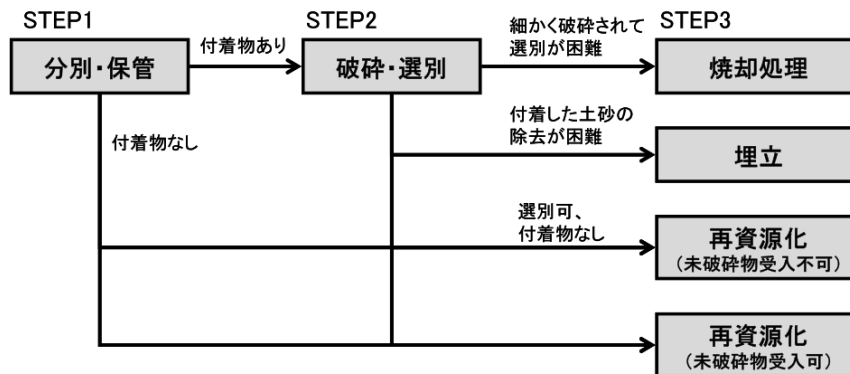 STEP1
STEP2
STEP3
分別・保管
付着物あり
破砕・選別
細かく破砕されて
選別が困難
焼却処理
付着物なし
付着した土砂の
除去が困難
埋立
選別可、
付着物なし
再資源化
（未破砕物受入不可）
再資源化
（未破砕物受入可）